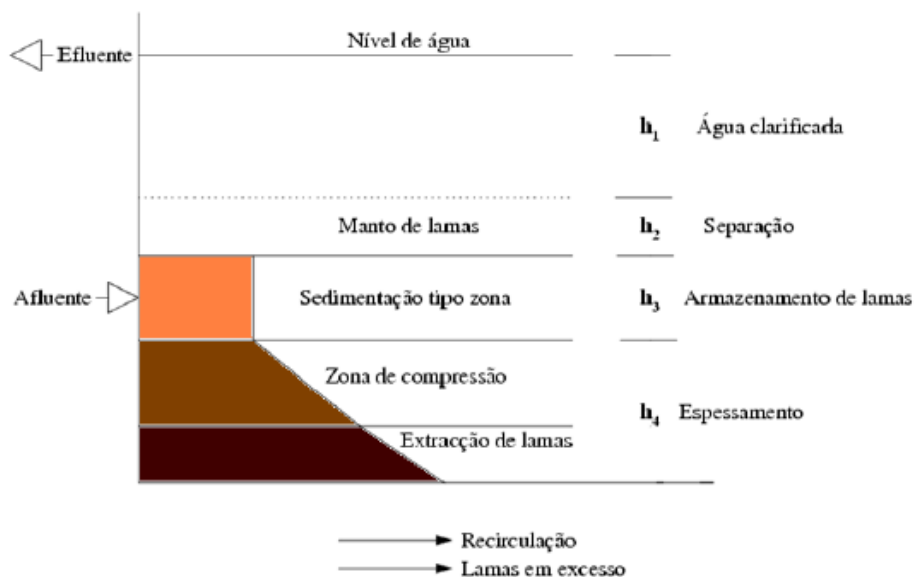 Nível de água
Efluente
h1 Água clarificada
Manto de lamas h2 Separação
Afluente Sedimentação tipo zona h3 Armazenamento de lamas
Zona de compressão
h4 Espessamento
Extracção de lamas
Recirculação
Lamas em excesso